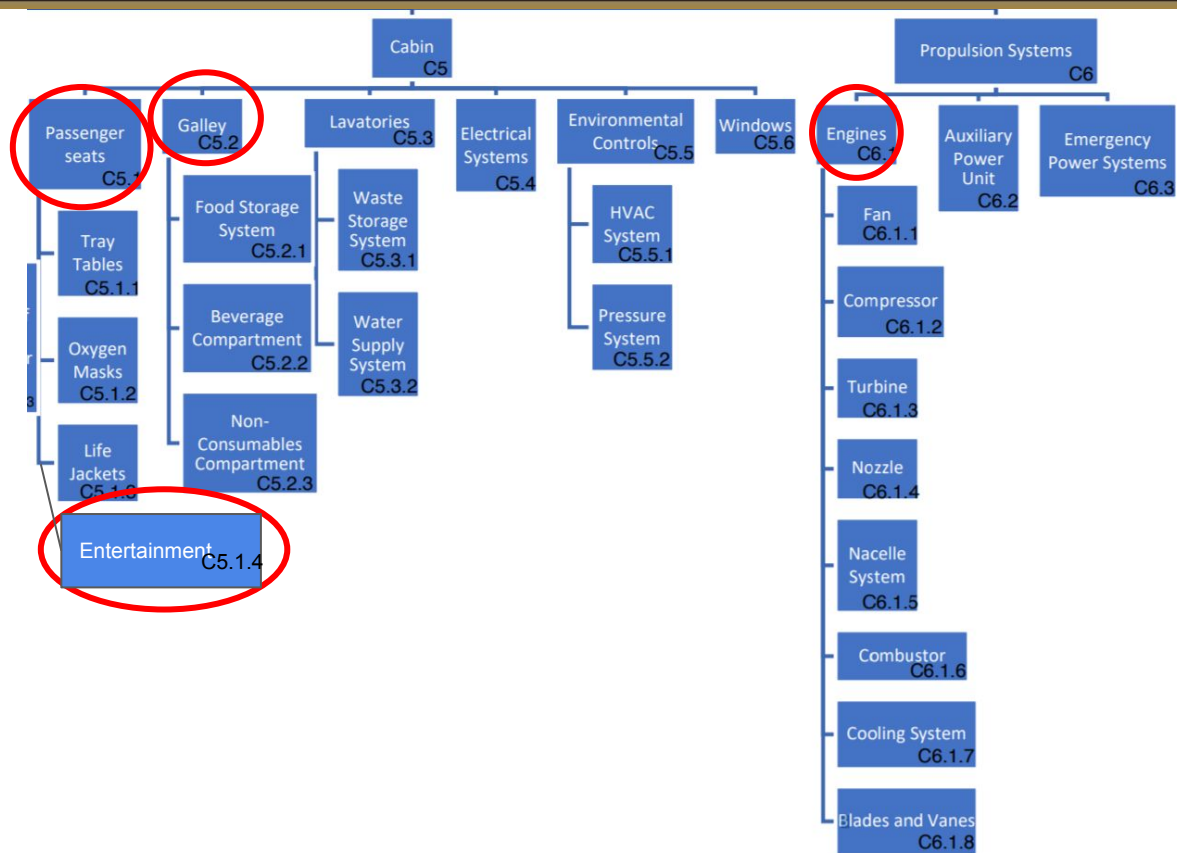 Cabin
C5
Propulsion Systems
C6
Passenger
seats
C5.1
Galley
C5.2
Lavatories
C5.3
Electrical
Systems
C5.4
Environmental
Controls
C5.5
Windows
C5.6
Engines
C6.1
Auxiliary
Power
Unit
C6.2
Emergency
Power Systems
C6.3
Tray
Tables
C5.1.1
Oxygen
Masks
C5.1.2
Life
Jackets
C5.1.3
Entertainment
C5.1.4
Food Storage
System
C5.2.1
Beverage
Compartment
C5.2.2
Non-
Consumables
Compartment
C5.2.3
Waste
Storage
System
C5.3.1
Water
Supply
System
C5.3.2
HVAC
System
C5.5.1
Pressure
System
C5.5.2
Fan
C6.1.1
Compressor
C6.1.2
Turbine
C6.1.3
Nozzle
C6.1.4
Nacelle
System
C6.1.5
Combustor
C6.1.6
Cooling System
C6.1.7
Blades and Vanes
C6.1.8